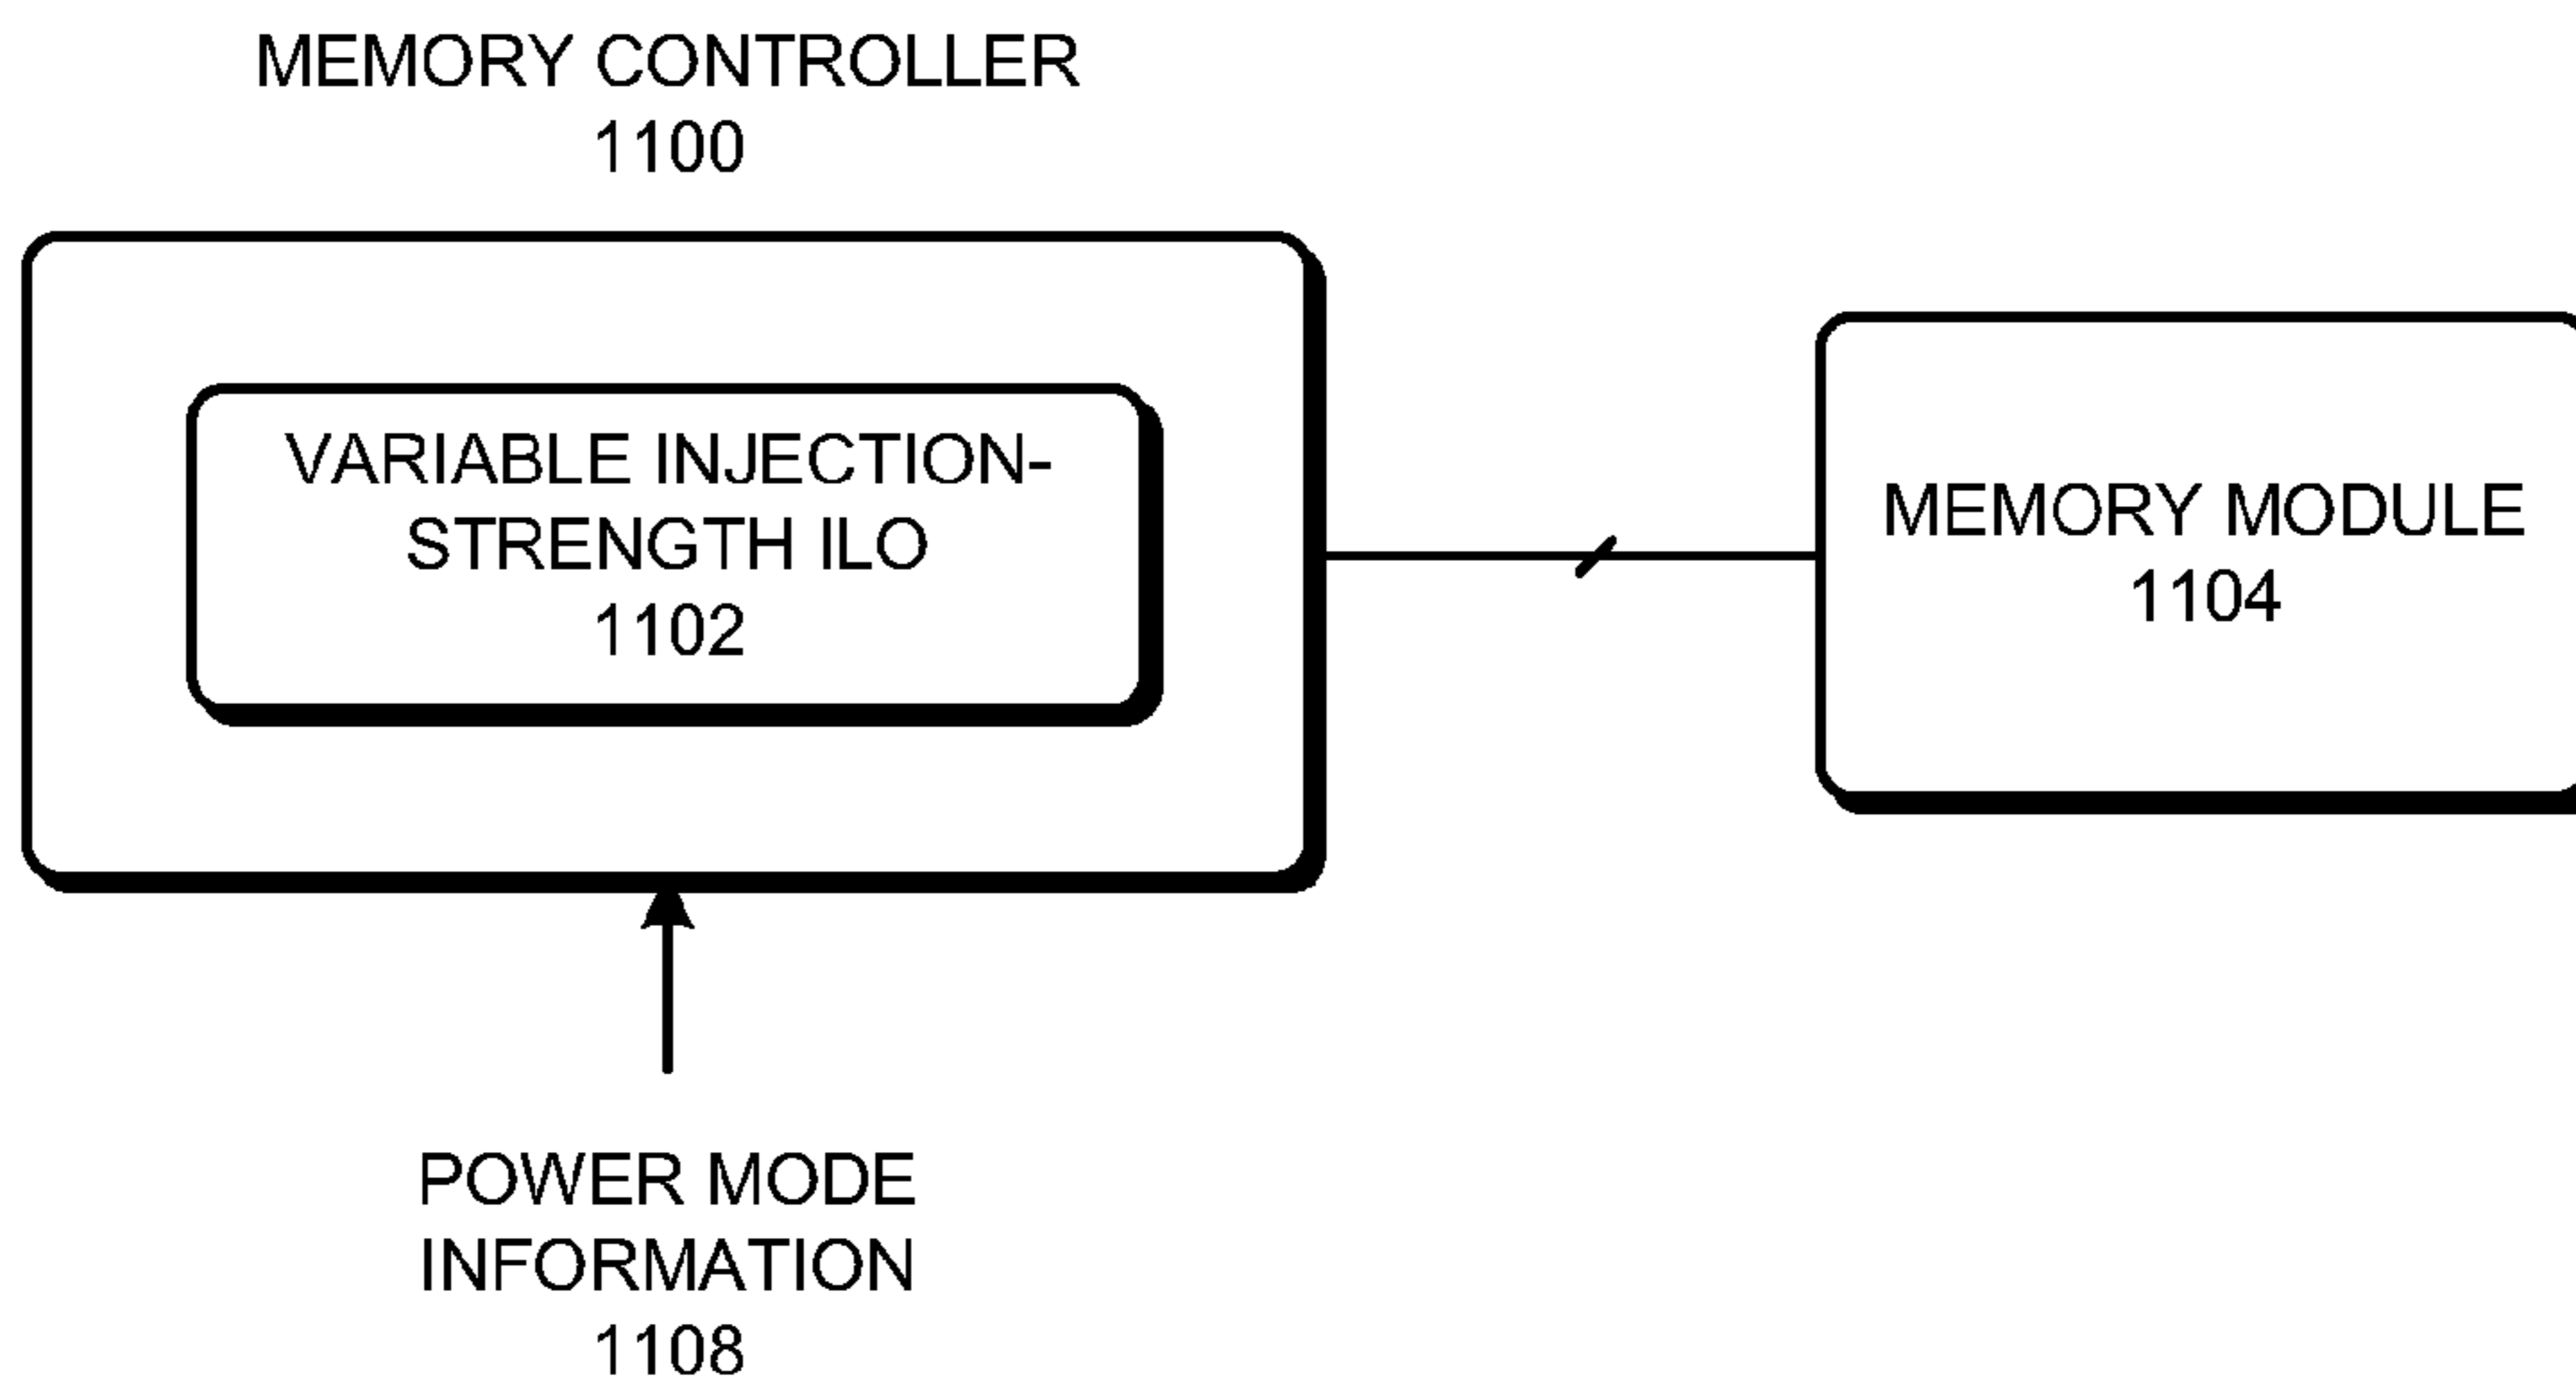 MEMORY CONTROLLER
1100
VARIABLE INJECTION-
STRENGTH ILO
1102
MEMORY MODULE
1104
POWER MODE
INFORMATION
1108